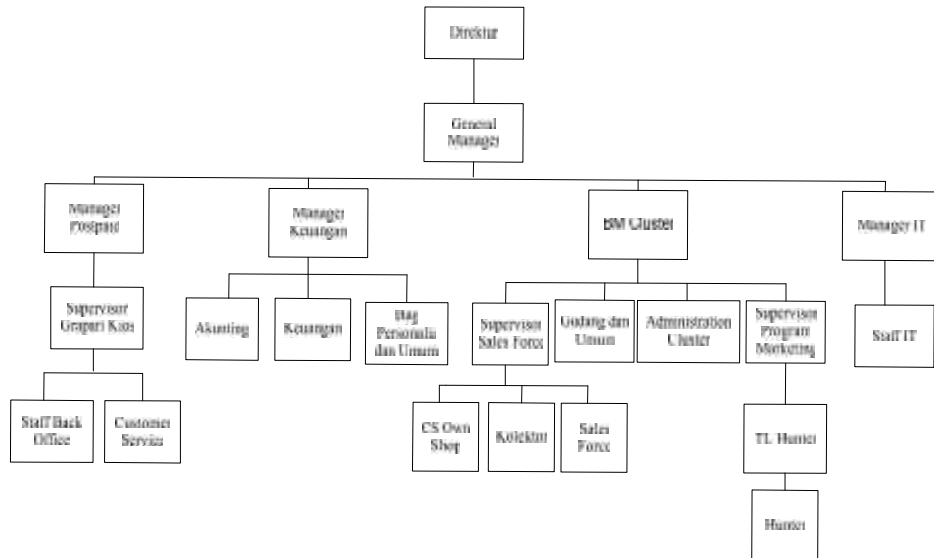 Direktur
General
Manager
Manager
Postpaid
Manager
Keuangan
BM Cluster
Manager IT
Supervisor
Grapari Kios
Akunting
Keuangan
Bag
Personalia
dan Umum
Supervisor
Sales Force
Gudang dan
Umum
Administration
Cluster
Supervisor
Program
Marketing
Staff IT
Staff Back
Office
Customer
Service
CS Own
Shop
Kolektor
Sales
Force
TL Hunter
Hunter